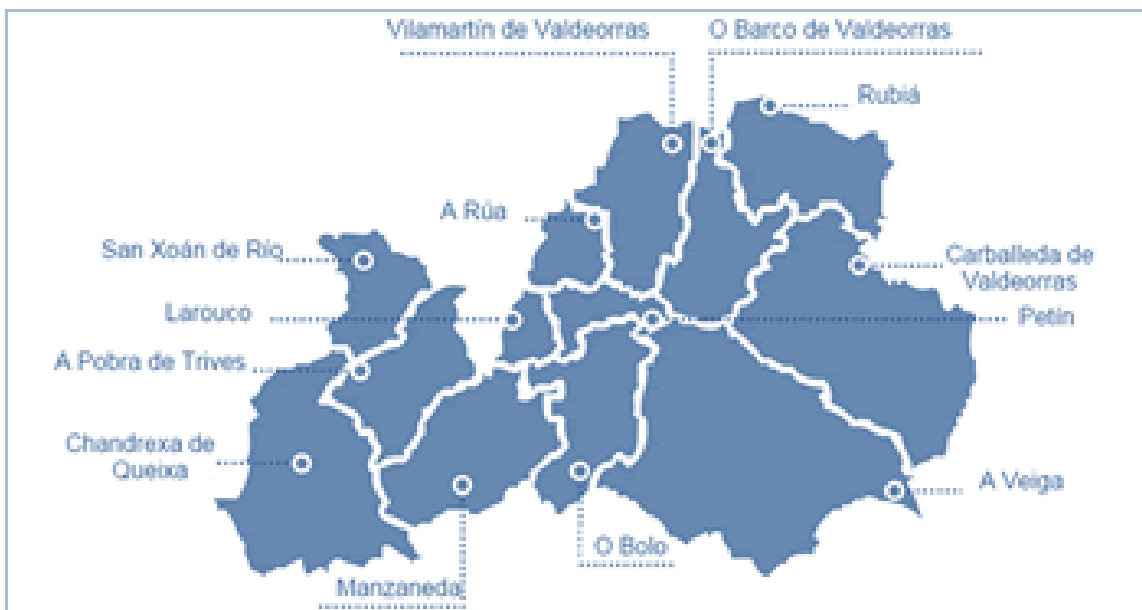 Vilamartín de Valdeorras
O Barco de Valdeorras
Rubiá
A Rúa
San Xoán de Río
Carballeda de
Valdeorras
Larouco
Petín
A Pobra de Trives
Chandrexa de
Queixa
A Veiga
O Bolo
Manzaneda